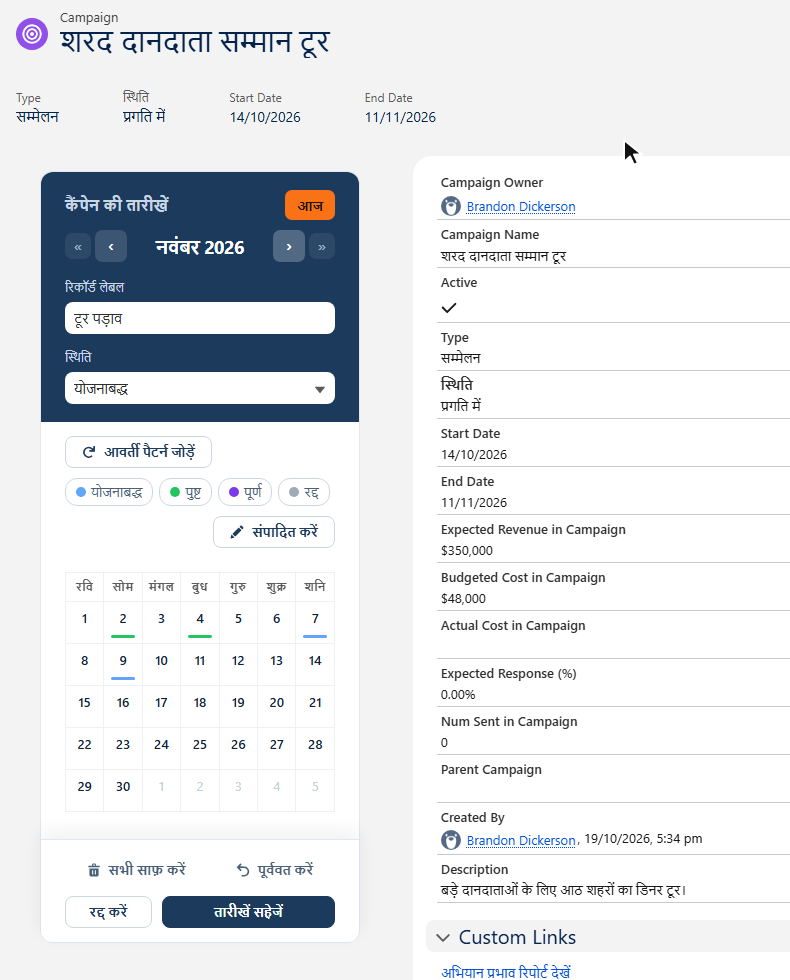 Campaign
शरद दानदाता सम्मान टूर
Type
सम्मेलन
स्थिति
प्रगति में
Start Date
14/10/2026
End Date
11/11/2026
कैंपेन की तारीखें
आज
« ‹ नवंबर 2026 › »
रिकॉर्ड लेबल
टूर पड़ाव
स्थिति
योजनाबद्ध
आवर्ती पैटर्न जोड़ें
योजनाबद्ध पुष्ट पूर्ण रद्द
संपादित करें
रवि सोम मंगल बुध गुरु शुक्र शनि
1 2 3 4 5 6 7
8 9 10 11 12 13 14
15 16 17 18 19 20 21
22 23 24 25 26 27 28
29 30 1 2 3 4 5
सभी साफ़ करें पूर्ववत करें
रद्द करें तारीखें सहेजें
Campaign Owner
Brandon Dickerson
Campaign Name
शरद दानदाता सम्मान टूर
Active
Type
सम्मेलन
स्थिति
प्रगति में
Start Date
14/10/2026
End Date
11/11/2026
Expected Revenue in Campaign
$350,000
Budgeted Cost in Campaign
$48,000
Actual Cost in Campaign
Expected Response (%)
0.00%
Num Sent in Campaign
0
Parent Campaign
Created By
Brandon Dickerson, 19/10/2026, 5:34 pm
Description
बड़े दानदाताओं के लिए आठ शहरों का डिनर टूर।
Custom Links
अभियान प्रभाव रिपोर्ट देखें